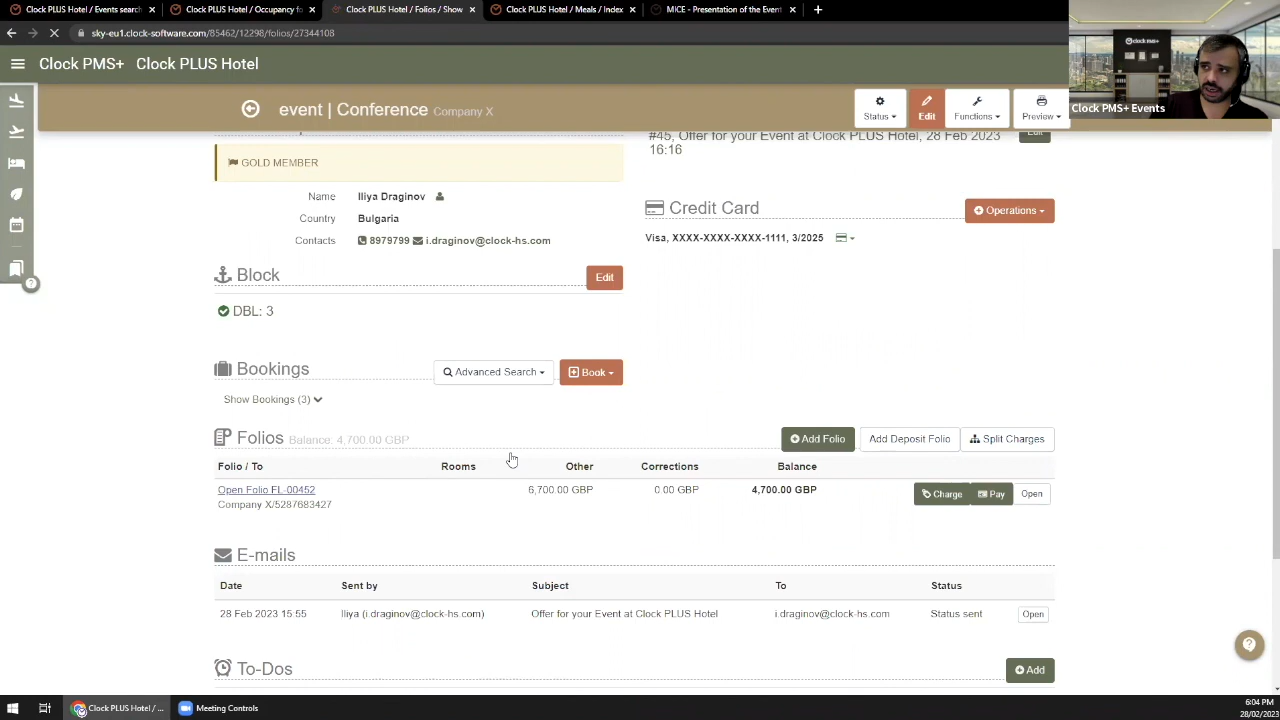 Clock PLUS Hotel / Events search
Clock PLUS Hotel / Occupancy fo
Clock PLUS Hotel / Folios / Show
Clock PLUS Hotel / Meals / Index
MICE - Presentation of the Event
sky-eu1.clock-software.com/85462/12298/folios/27344108
Clock PMS+ Clock PLUS Hotel
clock pms+
Clock PMS+ Events
event | Conference Company X
Status
Edit
Functions
Preview
#45, Offer for your Event at Clock PLUS Hotel, 28 Feb 2023
16:16
Edit
GOLD MEMBER
Name Iliya Draginov
Country Bulgaria
Contacts 8979799 i.draginov@clock-hs.com
Credit Card
Operations
Visa, XXXX-XXXX-XXXX-1111, 3/2025
Block
Edit
DBL: 3
Bookings
Advanced Search
Book
Show Bookings (3)
Folios Balance: 4,700.00 GBP
Add Folio
Add Deposit Folio
Split Charges
Folio / To Rooms Other Corrections Balance
Open Folio FL-00452 6,700.00 GBP 0.00 GBP 4,700.00 GBP Charge Pay Open
Company X/5287683427
E-mails
Date Sent by Subject To Status
28 Feb 2023 15:55 Iliya (i.draginov@clock-hs.com) Offer for your Event at Clock PLUS Hotel i.draginov@clock-hs.com Status sent Open
To-Dos
Add
Clock PLUS Hotel / ...
Meeting Controls
6:04 PM
28/02/2023